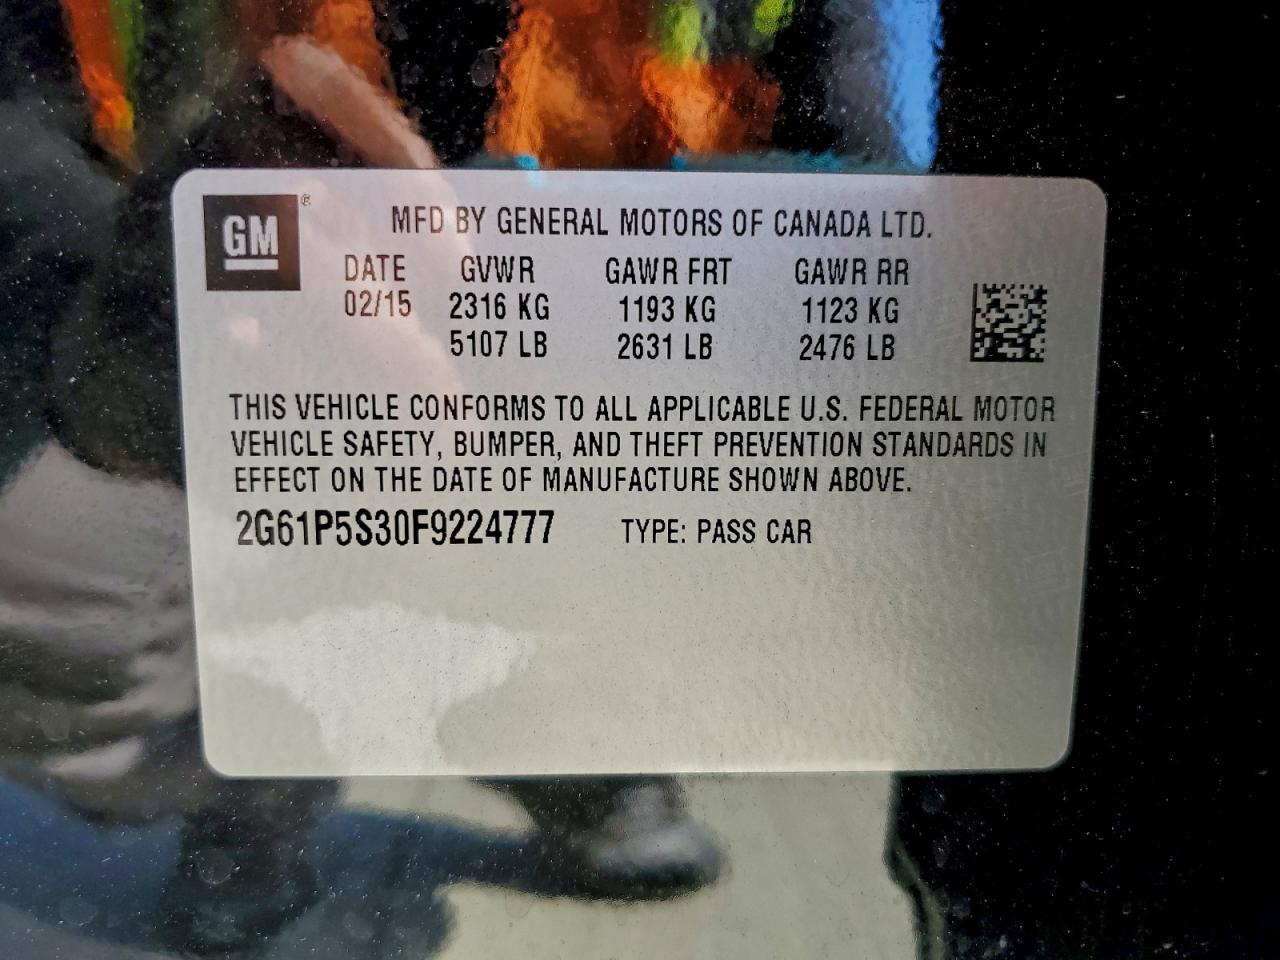 GM ®
MFD BY GENERAL MOTORS OF CANADA LTD.
DATE GVWR GAWR FRT GAWR RR
02/15 2316 KG 1193 KG 1123 KG
5107 LB 2631 LB 2476 LB
THIS VEHICLE CONFORMS TO ALL APPLICABLE U.S. FEDERAL MOTOR
VEHICLE SAFETY, BUMPER, AND THEFT PREVENTION STANDARDS IN
EFFECT ON THE DATE OF MANUFACTURE SHOWN ABOVE.
2G61P5S30F9224777 TYPE: PASS CAR